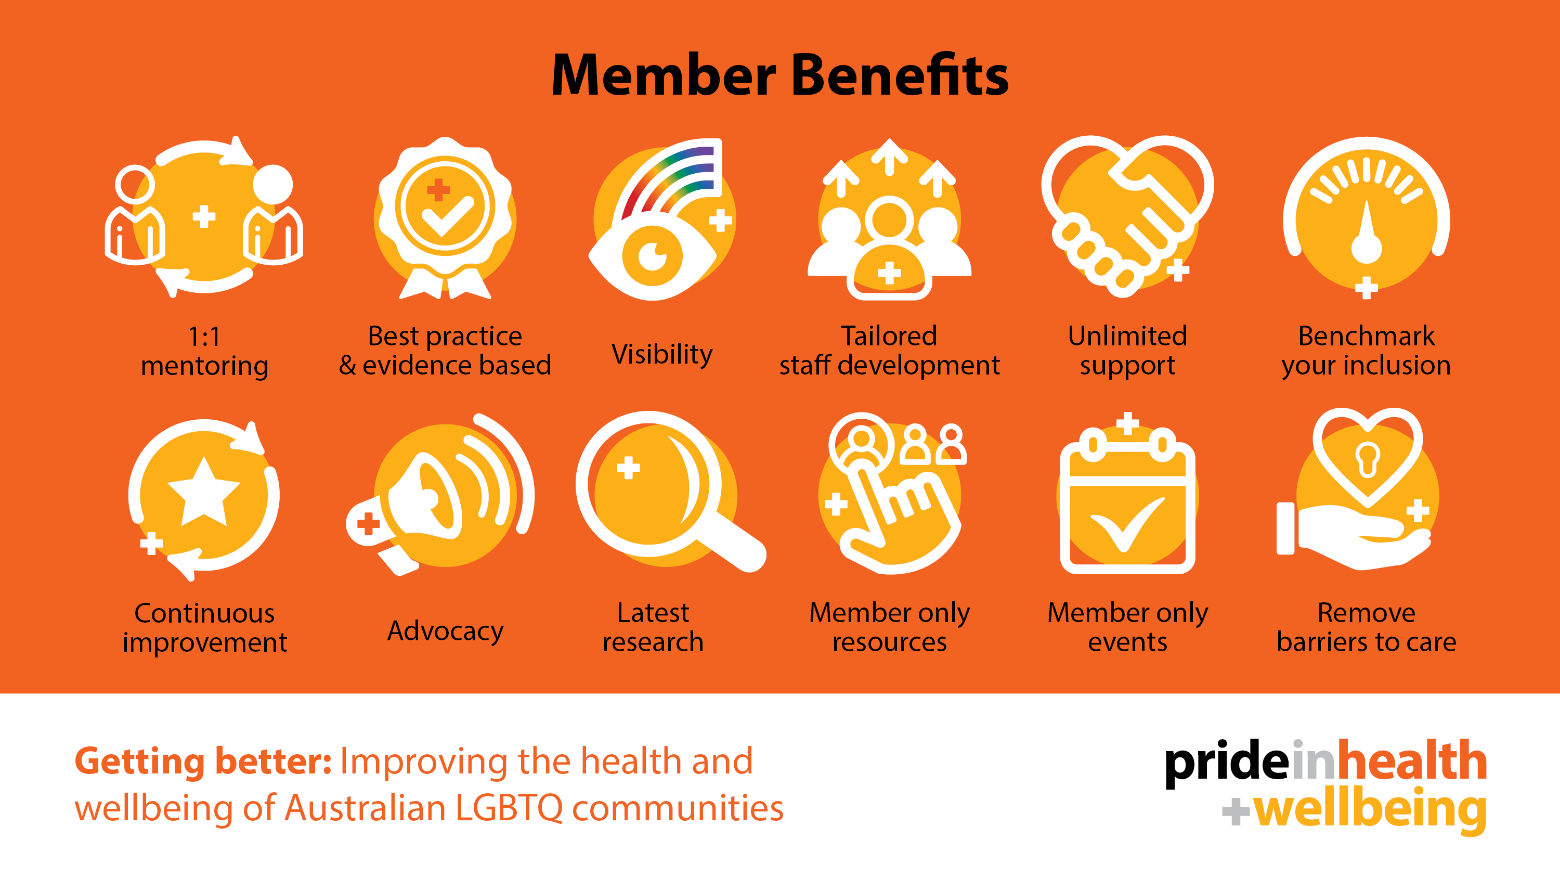 Member Benefits
1:1
mentoring
Best practice
& evidence based
Visibility
Tailored
staff development
Unlimited
support
Benchmark
your inclusion
Continuous
improvement
Advocacy
Latest
research
Member only
resources
Member only
events
Remove
barriers to care
Getting better: Improving the health and
wellbeing of Australian LGBTQ communities
prideinhealth
+wellbeing